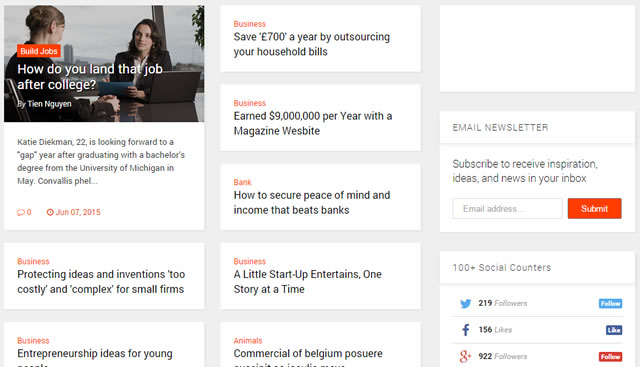 Build Jobs
How do you land that job
after college?
By Tien Nguyen
Katie Diekman, 22, is looking forward to a
"gap" year after graduating with a bachelor's
degree from the University of Michigan in
May. Convallis phel...
0 Jun 07, 2015
Business
Protecting ideas and inventions 'too
costly' and 'complex' for small firms
Business
Entrepreneurship ideas for young
people
Business
Save '£700' a year by outsourcing
your household bills
Business
Earned $9,000,000 per Year with a
Magazine Wesbite
Bank
How to secure peace of mind and
income that beats banks
Business
A Little Start-Up Entertains, One
Story at a Time
Animals
Commercial of belgium posuere
EMAIL NEWSLETTER
Subscribe to receive inspiration,
ideas, and news in your inbox
Email address... Submit
100+ Social Counters
219 Followers Follow
156 Likes Like
922 Followers Follow